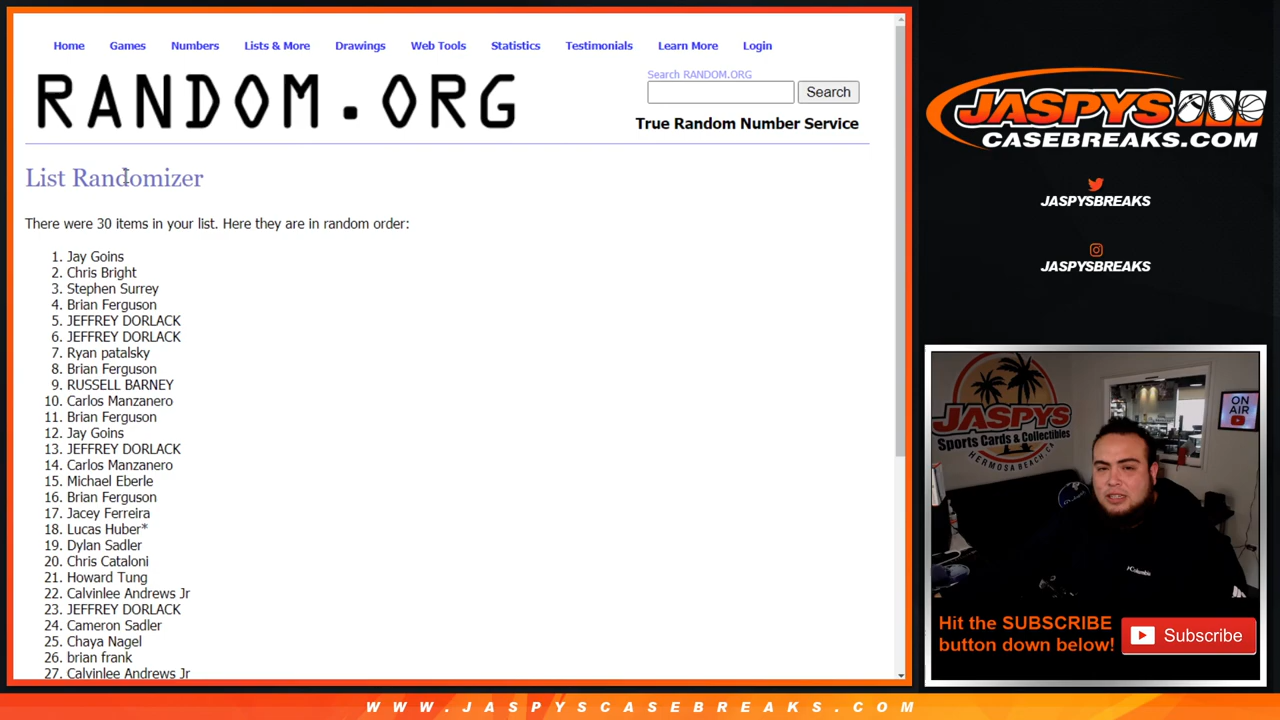 Home Games Numbers Lists & More Drawings Web Tools Statistics Testimonials Learn More Login
RANDOM.ORG
Search RANDOM.ORG
Search
True Random Number Service
List Randomizer
There were 30 items in your list. Here they are in random order:
1. Jay Goins
2. Chris Bright
3. Stephen Surrey
4. Brian Ferguson
5. JEFFREY DORLACK
6. JEFFREY DORLACK
7. Ryan patalsky
8. Brian Ferguson
9. RUSSELL BARNEY
10. Carlos Manzanero
11. Brian Ferguson
12. Jay Goins
13. JEFFREY DORLACK
14. Carlos Manzanero
15. Michael Eberle
16. Brian Ferguson
17. Jacey Ferreira
18. Lucas Huber*
19. Dylan Sadler
20. Chris Cataloni
21. Howard Tung
22. Calvinlee Andrews Jr
23. JEFFREY DORLACK
24. Cameron Sadler
25. Chaya Nagel
26. brian frank
27. Calvinlee Andrews Jr
JASPYS
CASEBREAKS.COM
JASPYSBREAKS
JASPYSBREAKS
JASPYS
Sports Cards & Collectibles
HERMOSA BEACH, CA
ON
AIR
Columbia
Hit the SUBSCRIBE
button down below!
Subscribe
WWW.JASPYSCASEBREAKS.COM